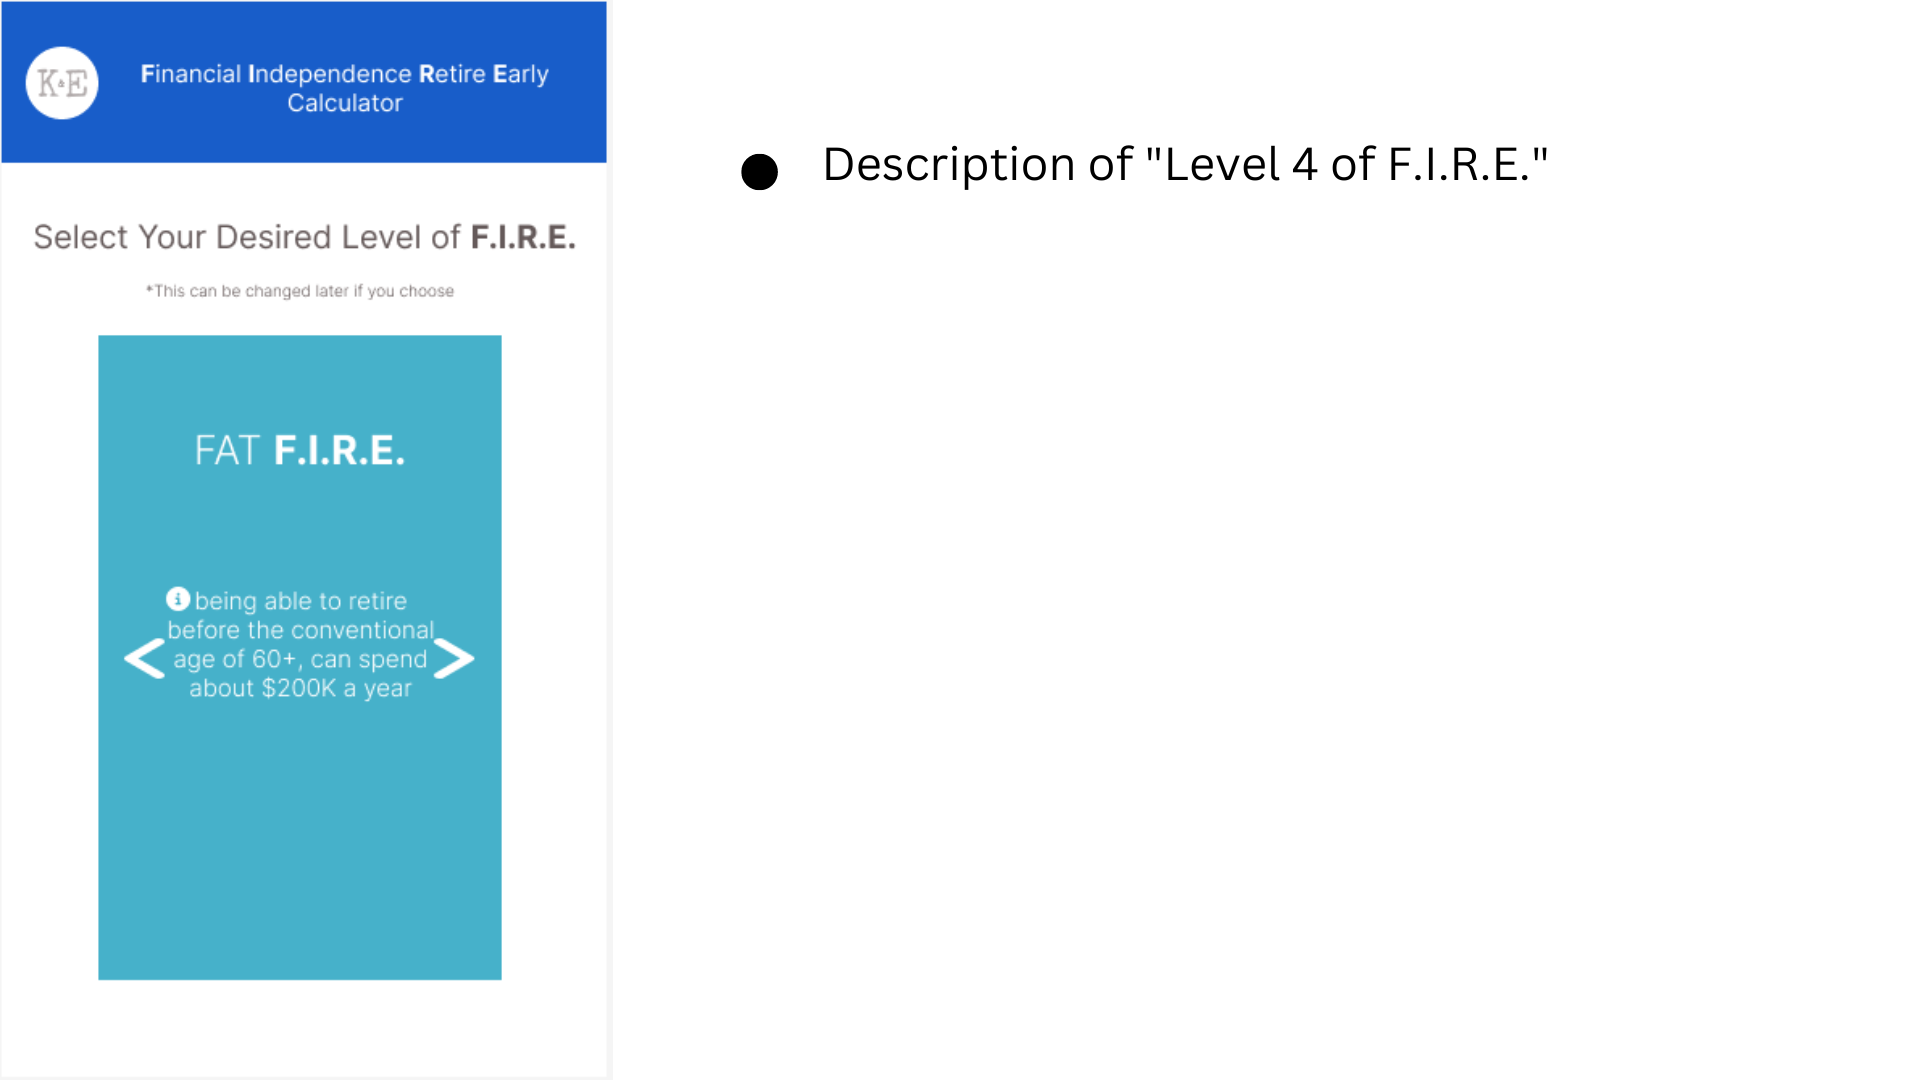 K&E
Financial Independence Retire Early
Calculator
Select Your Desired Level of F.I.R.E.
*This can be changed later if you choose
FAT F.I.R.E.
i being able to retire
before the conventional
age of 60+, can spend
about $200K a year
Description of "Level 4 of F.I.R.E."